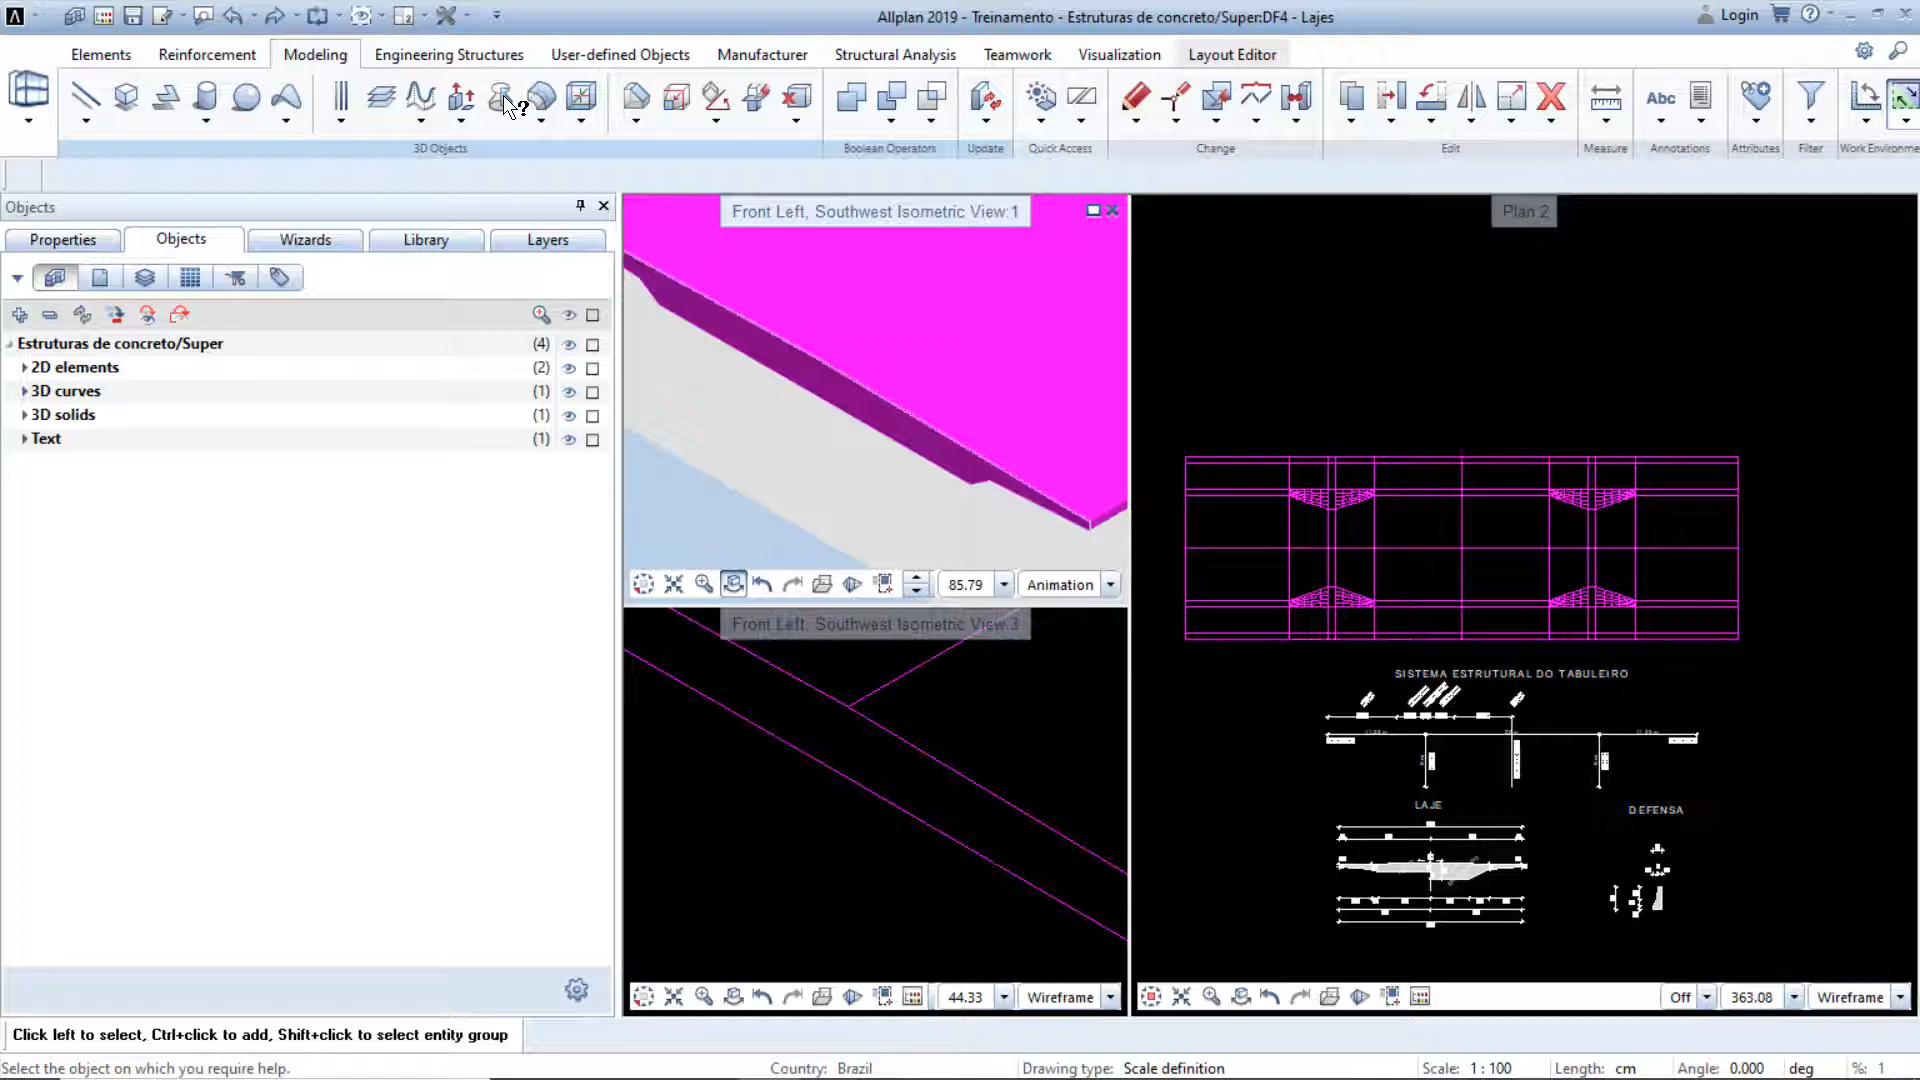 Allplan 2019 - Treinamento - Estruturas de concreto/Super:DF4 - Lajes
Login
Elements
Reinforcement
Modeling
Engineering Structures
User-defined Objects
Manufacturer
Structural Analysis
Teamwork
Visualization
Layout Editor
Abc
3D Objects
Boolean Operators
Update
Quick Access
Change
Edit
Measure
Annotations
Attributes
Filter
Work Environme
Objects
Properties
Objects
Wizards
Library
Layers
Estruturas de concreto/Super (4)
2D elements (2)
3D curves (1)
3D solids (1)
Text (1)
Front Left, Southwest Isometric View:1
85.79
Animation
Front Left, Southwest Isometric View:3
44.33
Wireframe
Plan 2
SISTEMA ESTRUTURAL DO TABULEIRO
LAJE
DEFENSA
Off
363.08
Wireframe
Click left to select, Ctrl+click to add, Shift+click to select entity group
Select the object on which you require help.
Country: Brazil
Drawing type: Scale definition
Scale: 1 : 100
Length: cm
Angle: 0.000 deg
%: 1